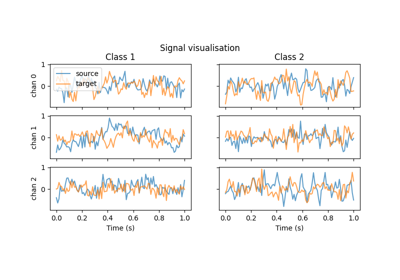 Signal visualisation
Class 1
Class 2
chan 0
1
0
source
target
chan 1
1
0
chan 2
1
0
0.0 0.2 0.4 0.6 0.8 1.0
0.0 0.2 0.4 0.6 0.8 1.0
Time (s)
Time (s)